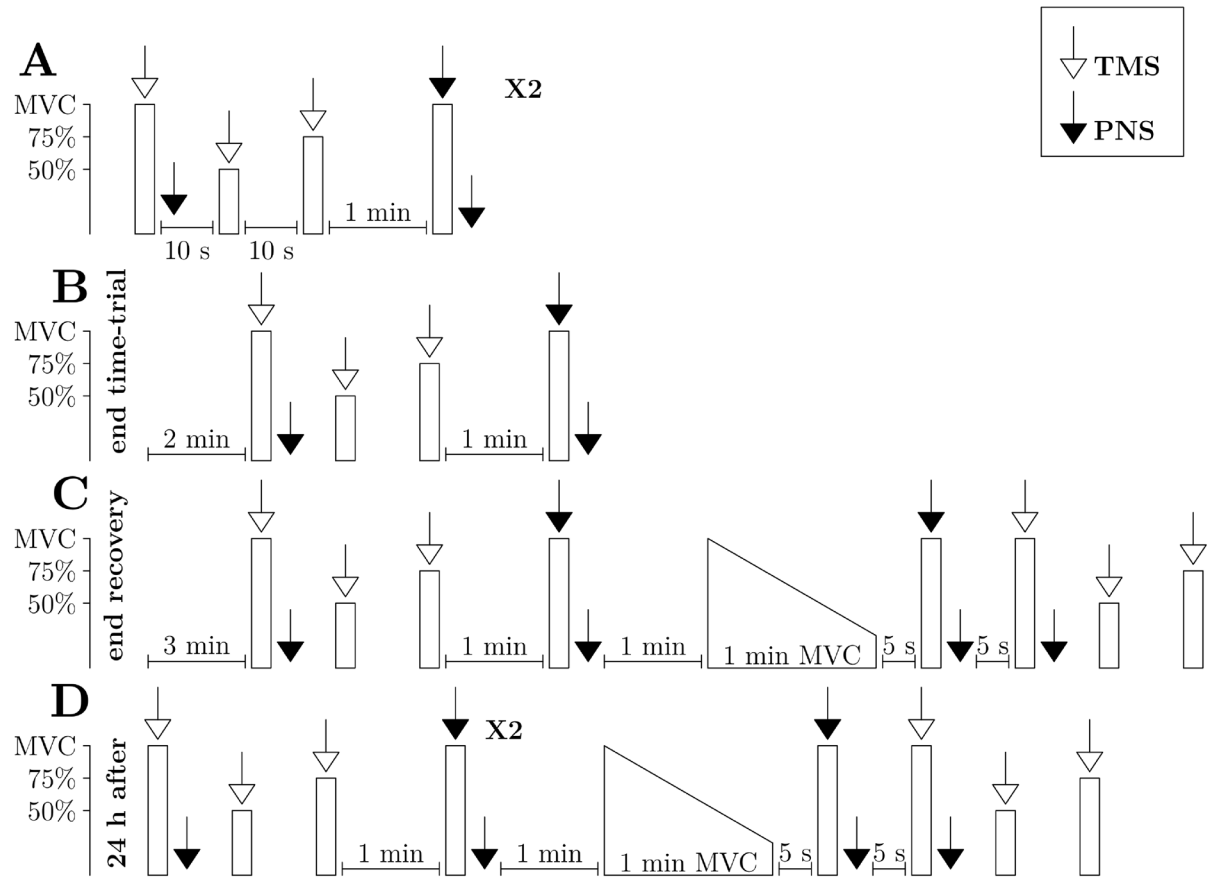 A
MVC
75%
50%
10 s
10 s
1 min
X2
TMS
PNS
B
end time-trial
MVC
75%
50%
2 min
1 min
C
end recovery
MVC
75%
50%
3 min
1 min
1 min
1 min MVC
5 s
5 s
D
24 h after
MVC
75%
50%
1 min
X2
1 min
1 min MVC
5 s
5 s